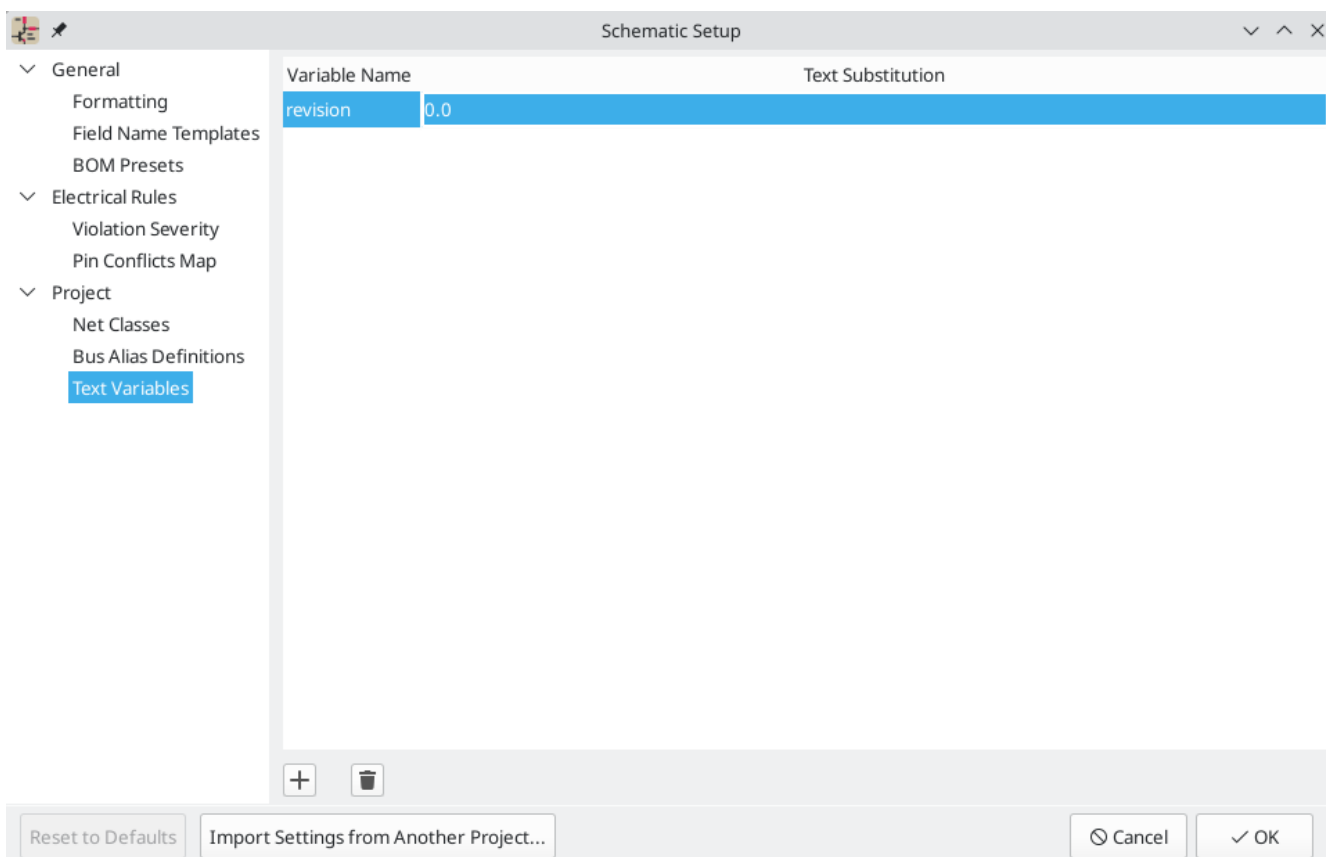 Schematic Setup
General
Formatting
Field Name Templates
BOM Presets
Electrical Rules
Violation Severity
Pin Conflicts Map
Project
Net Classes
Bus Alias Definitions
Text Variables
Variable Name Text Substitution
revision 0.0
Reset to Defaults Import Settings from Another Project... Cancel OK